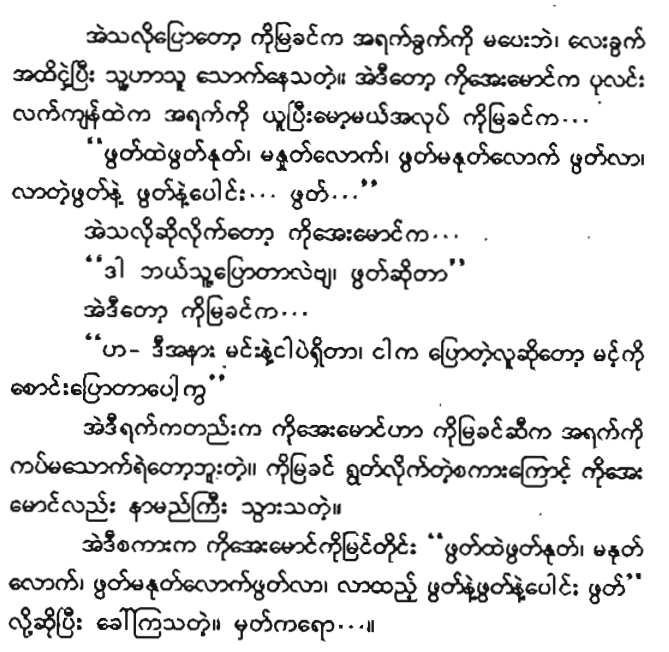 အဲသလိုပြောတော့ ကိုမြခင်က အရက်ခွက်ကို မပေးဘဲ၊ လေးခွက်
အထိငှဲ့ပြီး သူ့ဟာသူ သောက်နေသတဲ့။ အဲဒီတော့ ကိုအေးမောင်က ပုလင်း
လက်ကျန်ထဲက အရက်ကို ယူပြီးမော့မယ်အလုပ် ကိုမြခင်က...
“ဖွတ်ထဲဖွတ်နုတ်၊ မနှုတ်လောက်၊ ဖွတ်မနုတ်လောက် ဖွတ်လာ၊
လာတဲ့ဖွတ်နဲ့ ဖွတ်နဲ့ပေါင်း... ဖွတ်...”
အဲသလိုဆိုလိုက်တော့ ကိုအေးမောင်က...
“ဒါ ဘယ်သူ့ပြောတာလဲဗျ၊ ဖွတ်ဆိုတာ”
အဲဒီတော့ ကိုမြခင်က...
“ဟ- ဒီအနား မင်းနဲ့ငါပဲရှိတာ၊ ငါက ပြောတဲ့လူဆိုတော့ မင့်ကို
စောင်းပြောတာပေါ့ကွ”
အဲဒီရက်ကတည်းက ကိုအေးမောင်ဟာ ကိုမြခင်ဆီက အရက်ကို
ကပ်မသောက်ရဲတော့ဘူးတဲ့။ ကိုမြခင် ရွတ်လိုက်တဲ့စကားကြောင့် ကိုအေး
မောင်လည်း နာမည်ကြီး သွားသတဲ့။
အဲဒီစကားက ကိုအေးမောင်ကိုမြင်တိုင်း “ဖွတ်ထဲဖွတ်နုတ်၊ မနုတ်
လောက်၊ ဖွတ်မနုတ်လောက်ဖွတ်လာ၊ လာထည့် ဖွတ်နဲ့ဖွတ်နဲ့ပေါင်း ဖွတ်”
လို့ဆိုပြီး ခေါ်ကြသတဲ့။ မှတ်ကရော...။